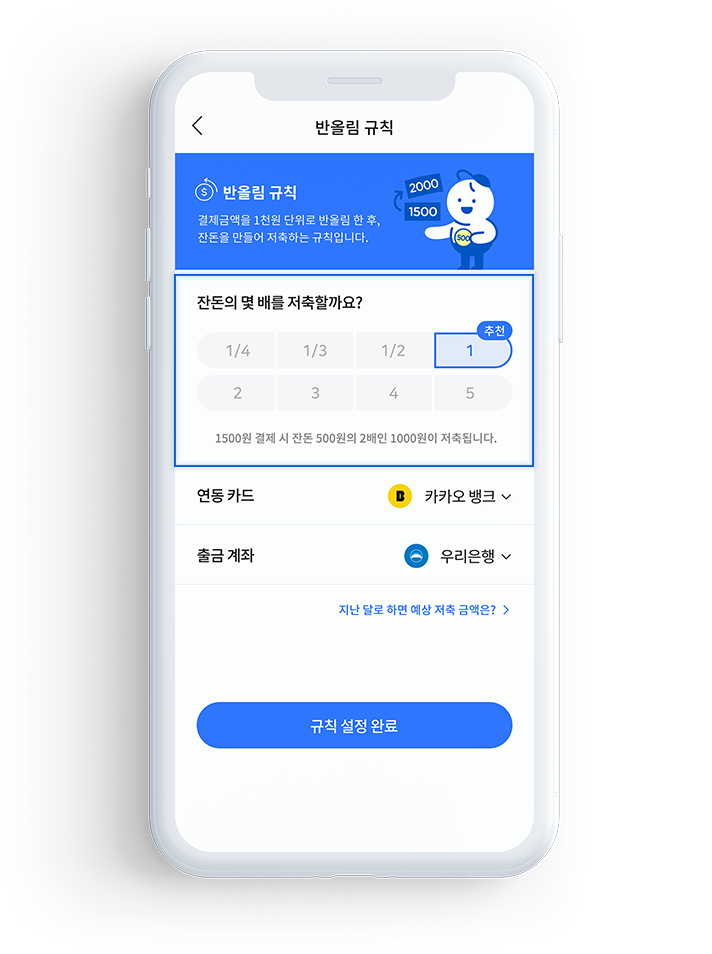 반올림 규칙
반올림 규칙
결제금액을 1천원 단위로 반올림 한 후,
잔돈을 만들어 저축하는 규칙입니다.
2000
1500
500
잔돈의 몇 배를 저축할까요?
추천
1/4 1/3 1/2 1
2 3 4 5
1500원 결제 시 잔돈 500원의 2배인 1000원이 저축됩니다.
연동 카드 B 카카오 뱅크
출금 계좌 우리은행
지난 달로 하면 예상 저축 금액은?
규칙 설정 완료